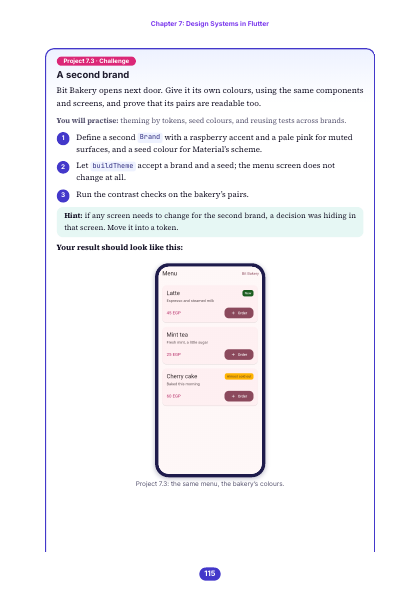 Chapter 7: Design Systems in Flutter
Project 7.3 · Challenge
A second brand
Bit Bakery opens next door. Give it its own colours, using the same components
and screens, and prove that its pairs are readable too.
You will practise: theming by tokens, seed colours, and reusing tests across brands.
1 Define a second Brand with a raspberry accent and a pale pink for muted
surfaces, and a seed colour for Material's scheme.
2 Let buildTheme accept a brand and a seed; the menu screen does not
change at all.
3 Run the contrast checks on the bakery's pairs.
Hint: if any screen needs to change for the second brand, a decision was hiding in
that screen. Move it into a token.
Your result should look like this:
Menu Bit Bakery
Latte
Espresso and steamed milk
45 EGP + Order
Mint tea
Fresh mint, a little sugar
25 EGP + Order
Cherry cake
Baked this morning
60 EGP + Order
Project 7.3: the same menu, the bakery's colours.
115